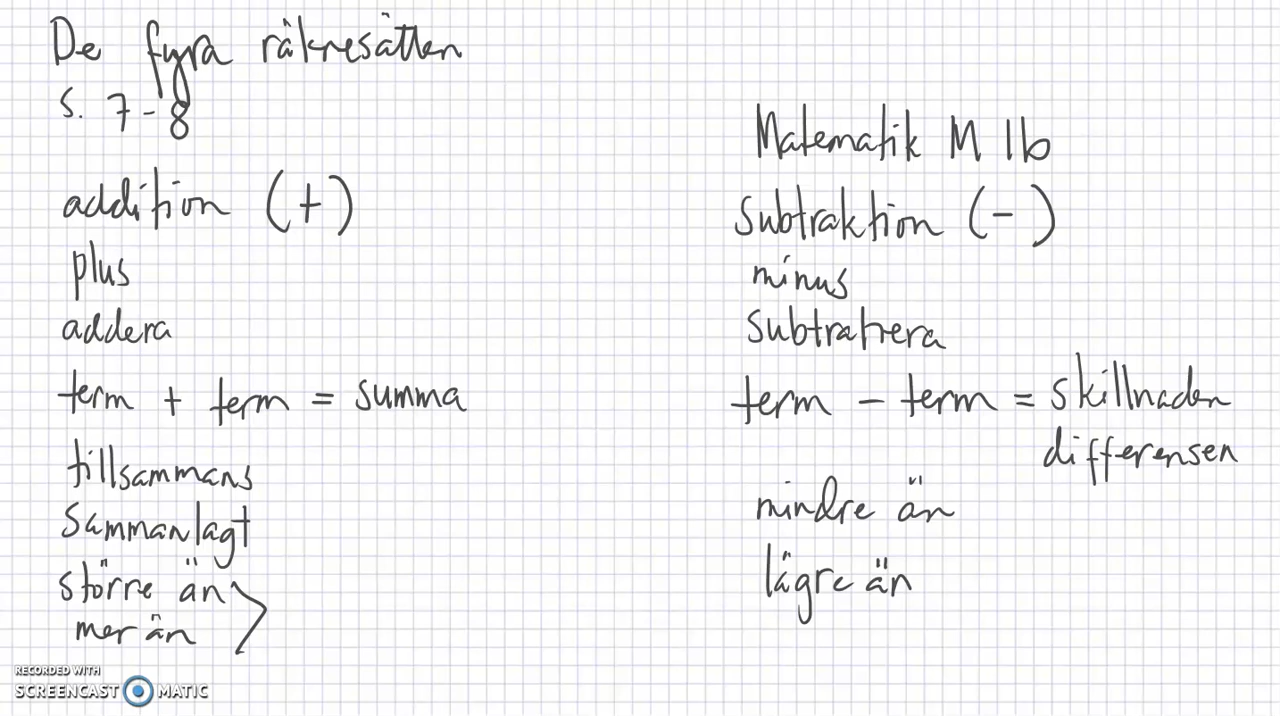 De fyra räknesätten
s. 7-8
addition (+)
plus
addera
term + term = summa
tillsammans
sammanlagt
större än
mer än
Matematik M 1b
subtraktion (-)
minus
subtrahera
term - term = skillnaden
differensen
mindre än
lägre än
RECORDED WITH
SCREENCAST MATIC